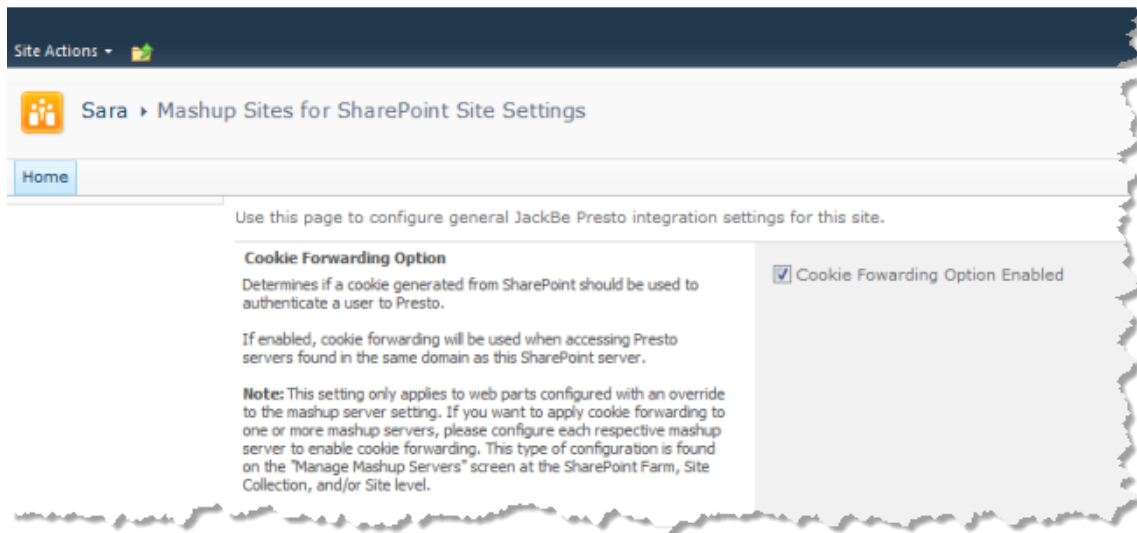 Site Actions
Sara ▸ Mashup Sites for SharePoint Site Settings
Home
Use this page to configure general JackBe Presto integration settings for this site.
Cookie Forwarding Option
Determines if a cookie generated from SharePoint should be used to
authenticate a user to Presto.
If enabled, cookie forwarding will be used when accessing Presto
servers found in the same domain as this SharePoint server.
Note: This setting only applies to web parts configured with an override
to the mashup server setting. If you want to apply cookie forwarding to
one or more mashup servers, please configure each respective mashup
server to enable cookie forwarding. This type of configuration is found
on the "Manage Mashup Servers" screen at the SharePoint Farm, Site
Collection, and/or Site level.
Cookie Fowarding Option Enabled